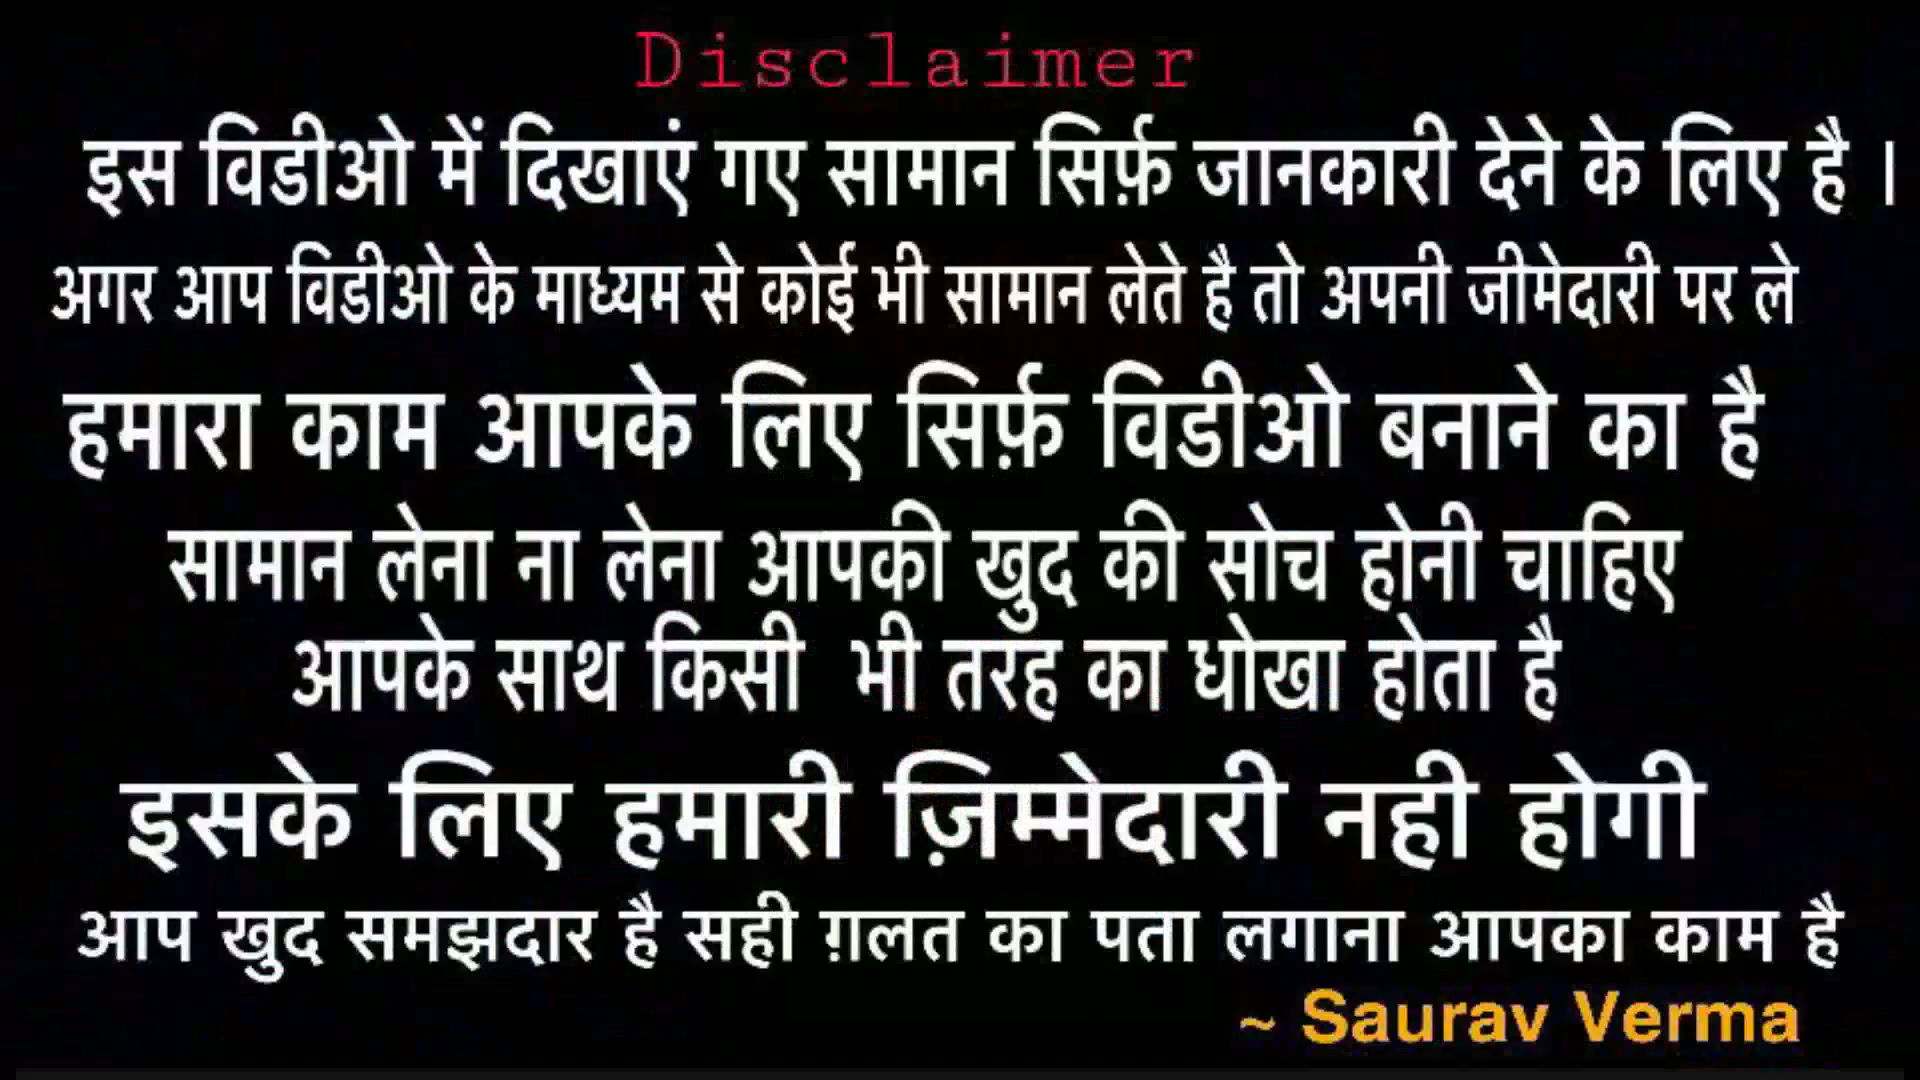 Disclaimer
इस विडीओ में दिखाएं गए सामान सिर्फ़ जानकारी देने के लिए है ।
अगर आप विडीओ के माध्यम से कोई भी सामान लेते है तो अपनी जीमेदारी पर ले
हमारा काम आपके लिए सिर्फ़ विडीओ बनाने का है
सामान लेना ना लेना आपकी खुद की सोच होनी चाहिए
आपके साथ किसी भी तरह का धोखा होता है
इसके लिए हमारी ज़िम्मेदारी नही होगी
आप खुद समझदार है सही ग़लत का पता लगाना आपका काम है
~ Saurav Verma